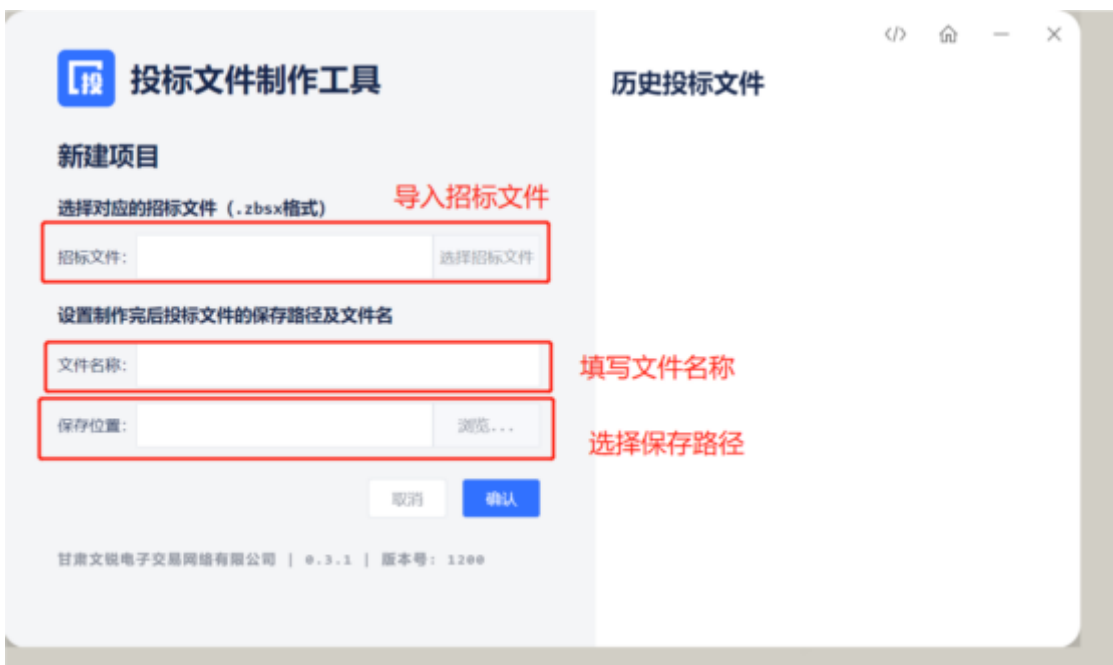 投
投标文件制作工具
历史投标文件
新建项目
导入招标文件
选择对应的招标文件（.zbsx格式）
招标文件：
选择招标文件
设置制作完后投标文件的保存路径及文件名
文件名称：
填写文件名称
保存位置：
浏览...
选择保存路径
取消
确认
甘肃文锐电子交易网络有限公司 | 0.3.1 | 版本号: 1200